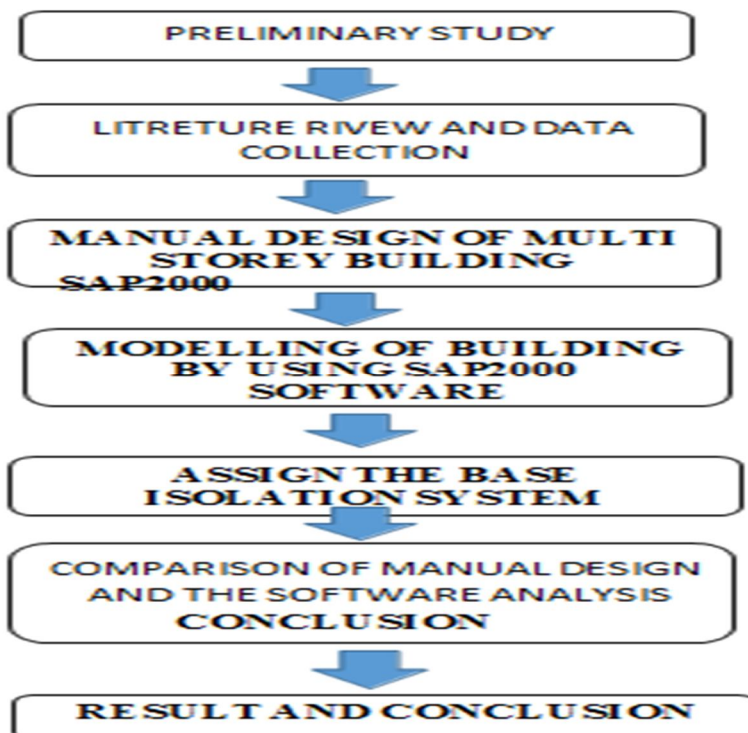 PRELIMINARY STUDY
LITRETURE RIVEW AND DATA
COLLECTION
MANUAL DESIGN OF MULTI
STOREY BUILDING
SAP2000
MODELLING OF BUILDING
BY USING SAP2000
SOFTWARE
ASSIGN THE BASE
ISOLATION SYSTEM
COMPARISON OF MANUAL DESIGN
AND THE SOFTWARE ANALYSIS
CONCLUSION
RESULT AND CONCLUSION